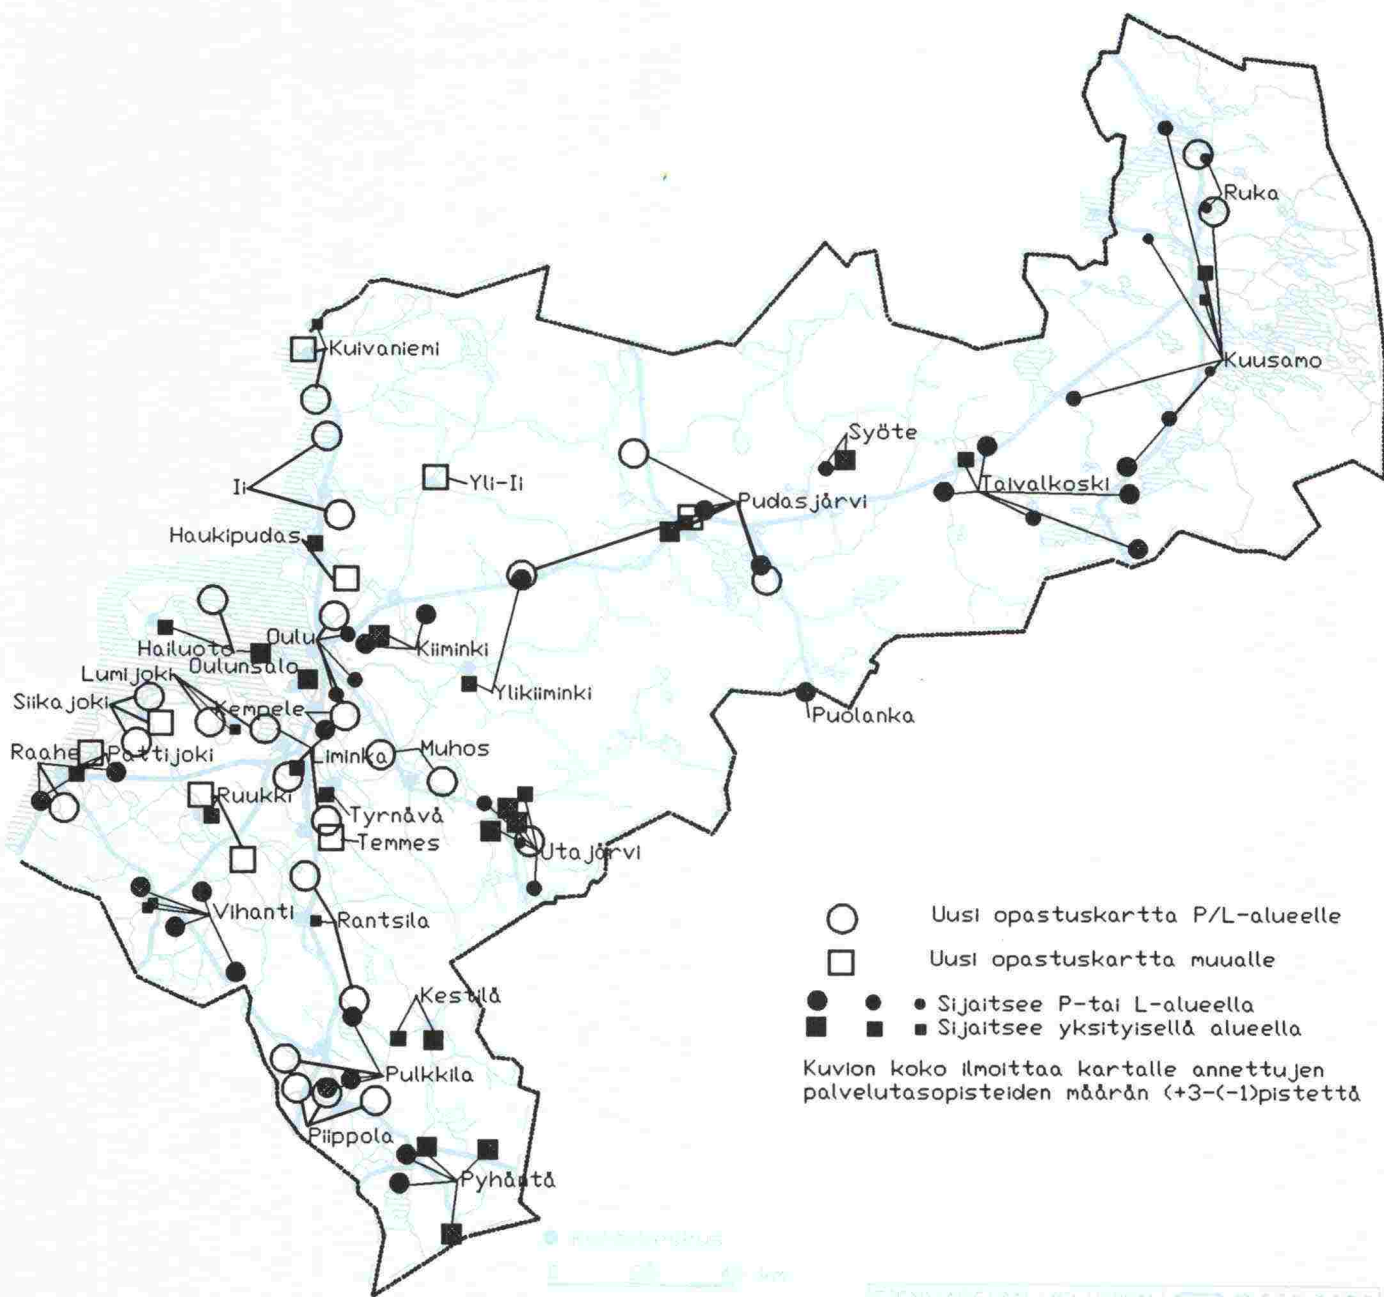 Ruka
Kuivaniemi
Kuusamo
Syöte
Ii
Yli-Ii
Taivalkoski
Pudasjärvi
Haukipudas
Oulu
Kiiminki
Hailuoto
Oulunsalo
Lumijoki
Ylikiiminki
Siikajoki
Kempele
Puolanka
Raahe
Pattijoki
Liminka
Muhos
Ruukki
Tyrnävä
Temmes
Utajärvi
Vihanti
Rantsila
Uusi opastuskartta P/L-alueelle
Uusi opastuskartta muualle
Kestilä
Sijaitsee P-tai L-alueella
Sijaitsee yksityisellä alueella
Pulkkila
Kuvion koko ilmoittaa kartalle annettujen
palvelutasopisteiden määrän (+3-(-1)pistettä
Piippola
Pyhäntä